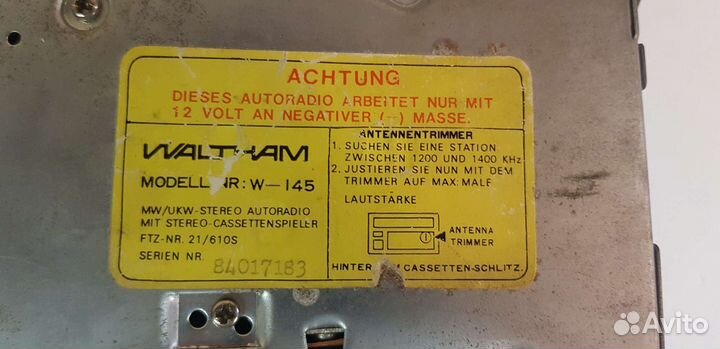 ACHTUNG
DIESES AUTORADIO ARBEITET NUR MIT
12 VOLT AN NEGATIVER (—) MASSE.
WALTHAM
MODELL NR: W—145
MW/UKW-STEREO AUTORADIO
MIT STEREO-CASSETTENSPIELER
FTZ-NR. 21/610S
SERIEN NR. 84017183
ANTENNENTRIMMER
1. SUCHEN SIE EINE STATION
ZWISCHEN 1200 UND 1400 KHz
2. JUSTIEREN SIE NUN MIT DEM
TRIMMER AUF MAX: MALE
LAUTSTÄRKE
ANTENNA
TRIMMER
HINTER CASSETTEN-SCHLITZ.
Avito